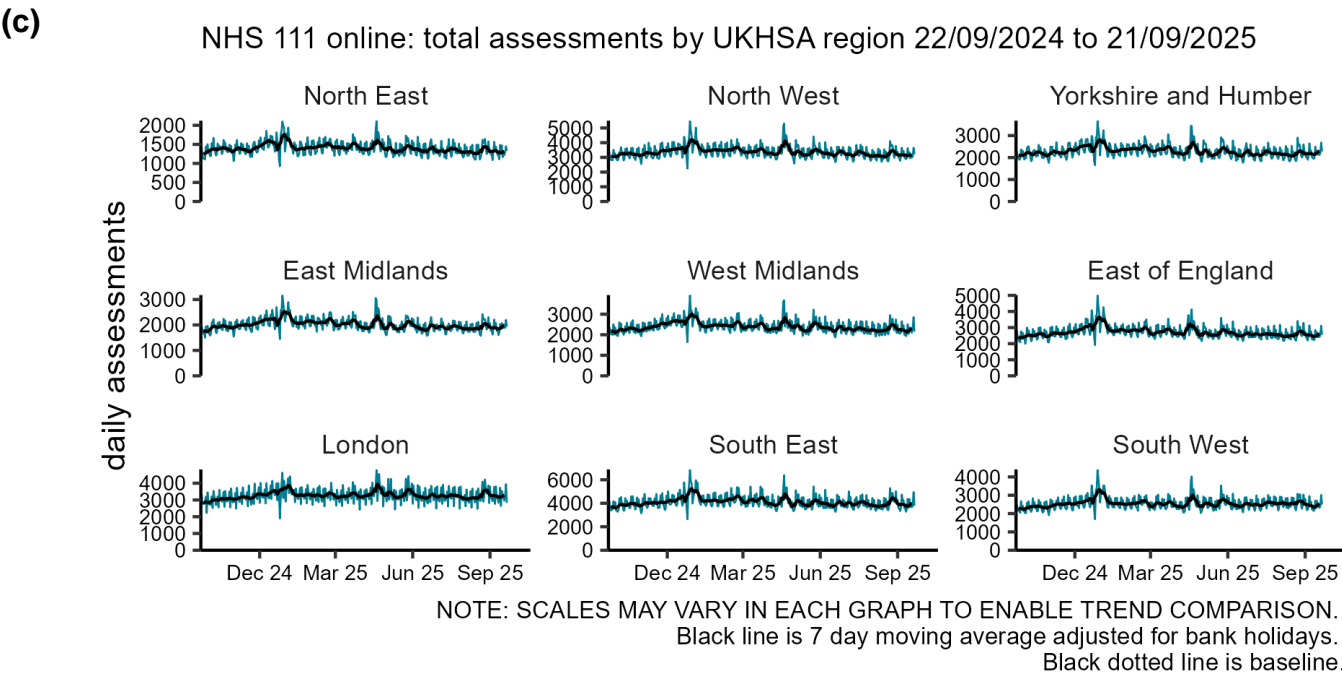 (c)
NHS 111 online: total assessments by UKHSA region 22/09/2024 to 21/09/2025
daily assessments
North East
2000
1500
1000
500
0
North West
5000
4000
3000
2000
1000
0
Yorkshire and Humber
3000
2000
1000
0
East Midlands
3000
2000
1000
0
West Midlands
3000
2000
1000
0
East of England
5000
4000
3000
2000
1000
0
London
4000
3000
2000
1000
0
Dec 24 Mar 25 Jun 25 Sep 25
South East
6000
4000
2000
0
Dec 24 Mar 25 Jun 25 Sep 25
South West
4000
3000
2000
1000
0
Dec 24 Mar 25 Jun 25 Sep 25
NOTE: SCALES MAY VARY IN EACH GRAPH TO ENABLE TREND COMPARISON.
Black line is 7 day moving average adjusted for bank holidays.
Black dotted line is baseline.